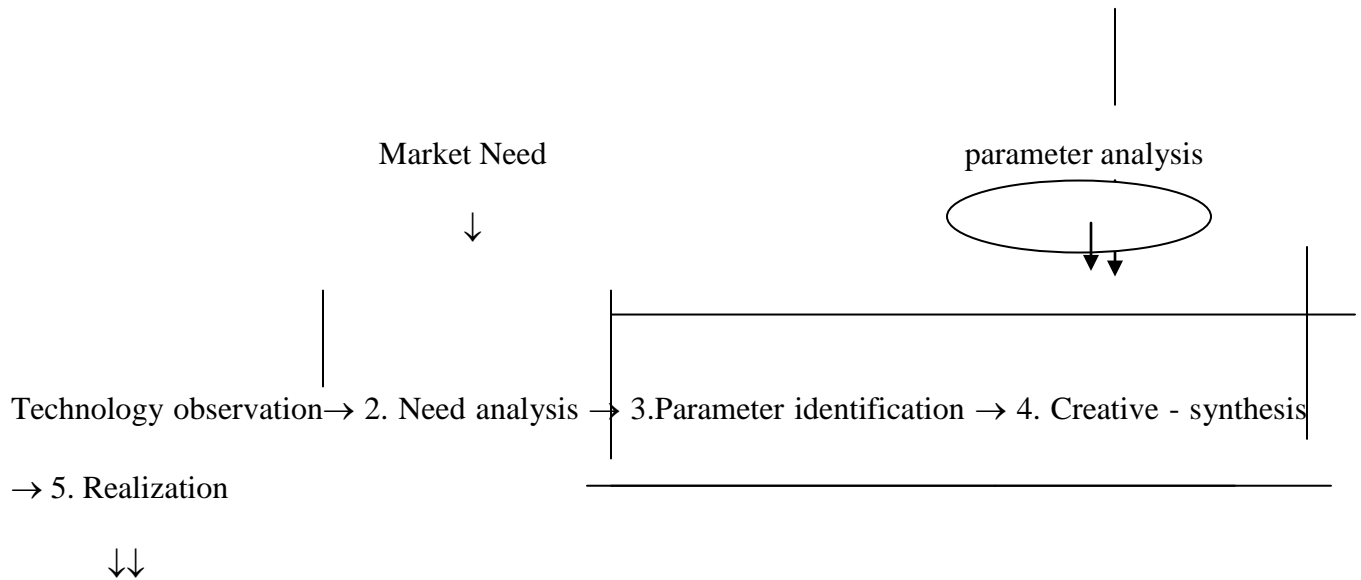 Market Need parameter analysis
↓
Technology observation→ 2. Need analysis → 3.Parameter identification → 4. Creative - synthesis
→ 5. Realization
↓↓